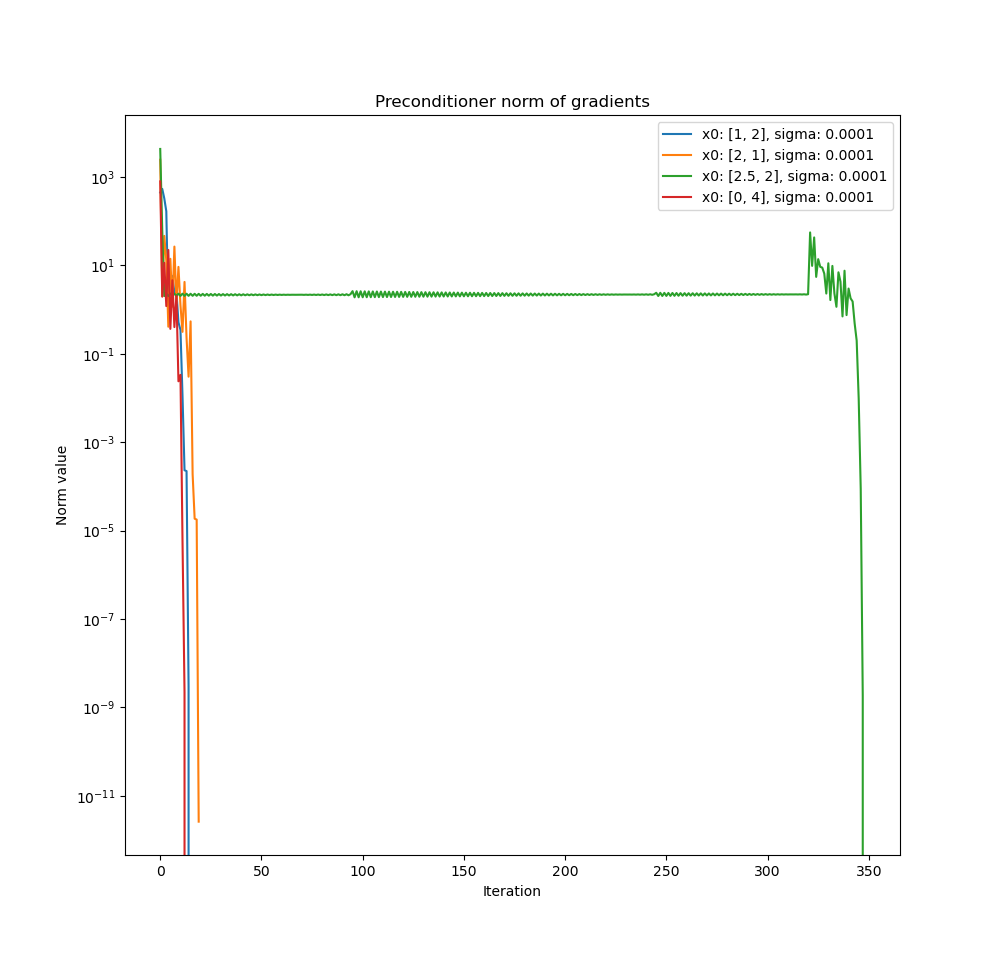 Preconditioner norm of gradients
x0: [1, 2], sigma: 0.0001
x0: [2, 1], sigma: 0.0001
x0: [2.5, 2], sigma: 0.0001
x0: [0, 4], sigma: 0.0001
Norm value
10³
10¹
10⁻¹
10⁻³
10⁻⁵
10⁻⁷
10⁻⁹
10⁻¹¹
0 50 100 150 200 250 300 350
Iteration